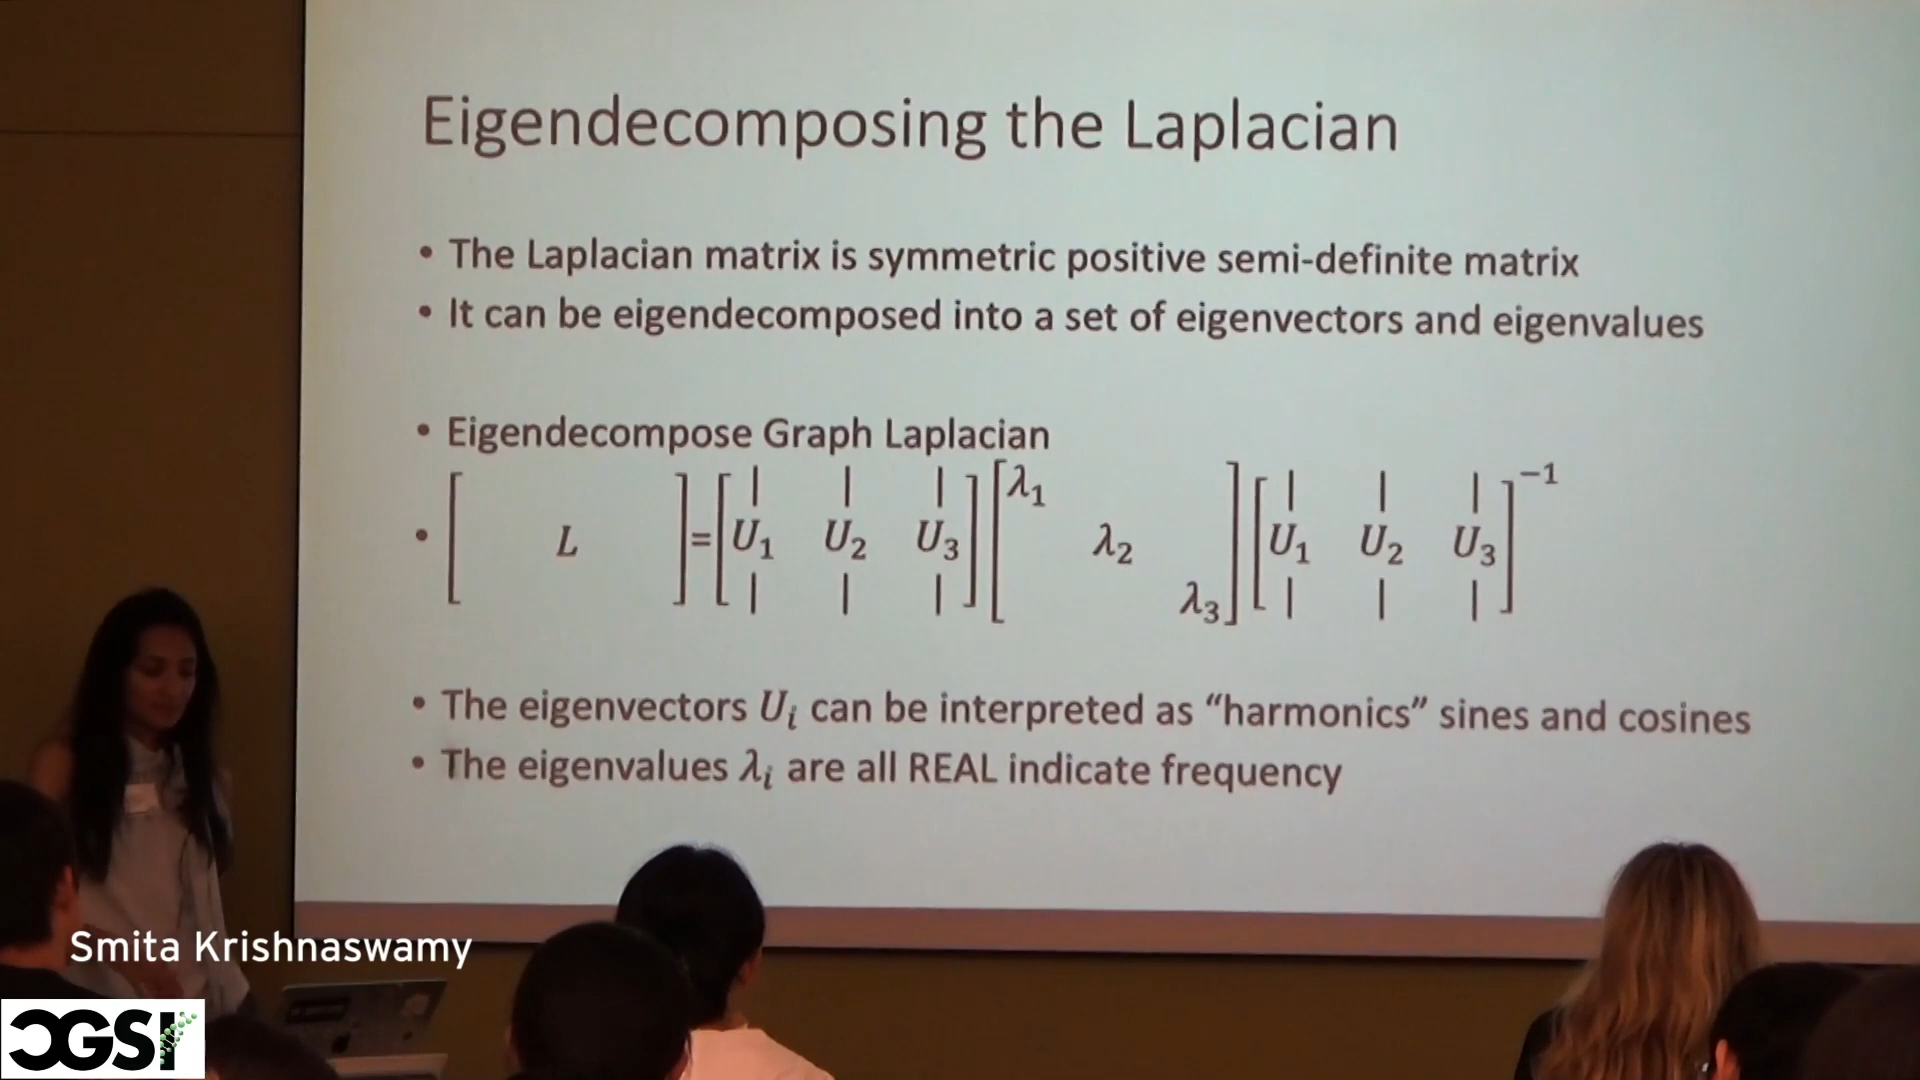 Eigendecomposing the Laplacian
• The Laplacian matrix is symmetric positive semi-definite matrix
• It can be eigendecomposed into a set of eigenvectors and eigenvalues
• Eigendecompose Graph Laplacian
• [ L ] = [ U₁ U₂ U₃ ] [ λ₁ λ₂ λ₃ ] [ U₁ U₂ U₃ ]⁻¹
• The eigenvectors Uᵢ can be interpreted as “harmonics” sines and cosines
• The eigenvalues λᵢ are all REAL indicate frequency
Smita Krishnaswamy
CGSI